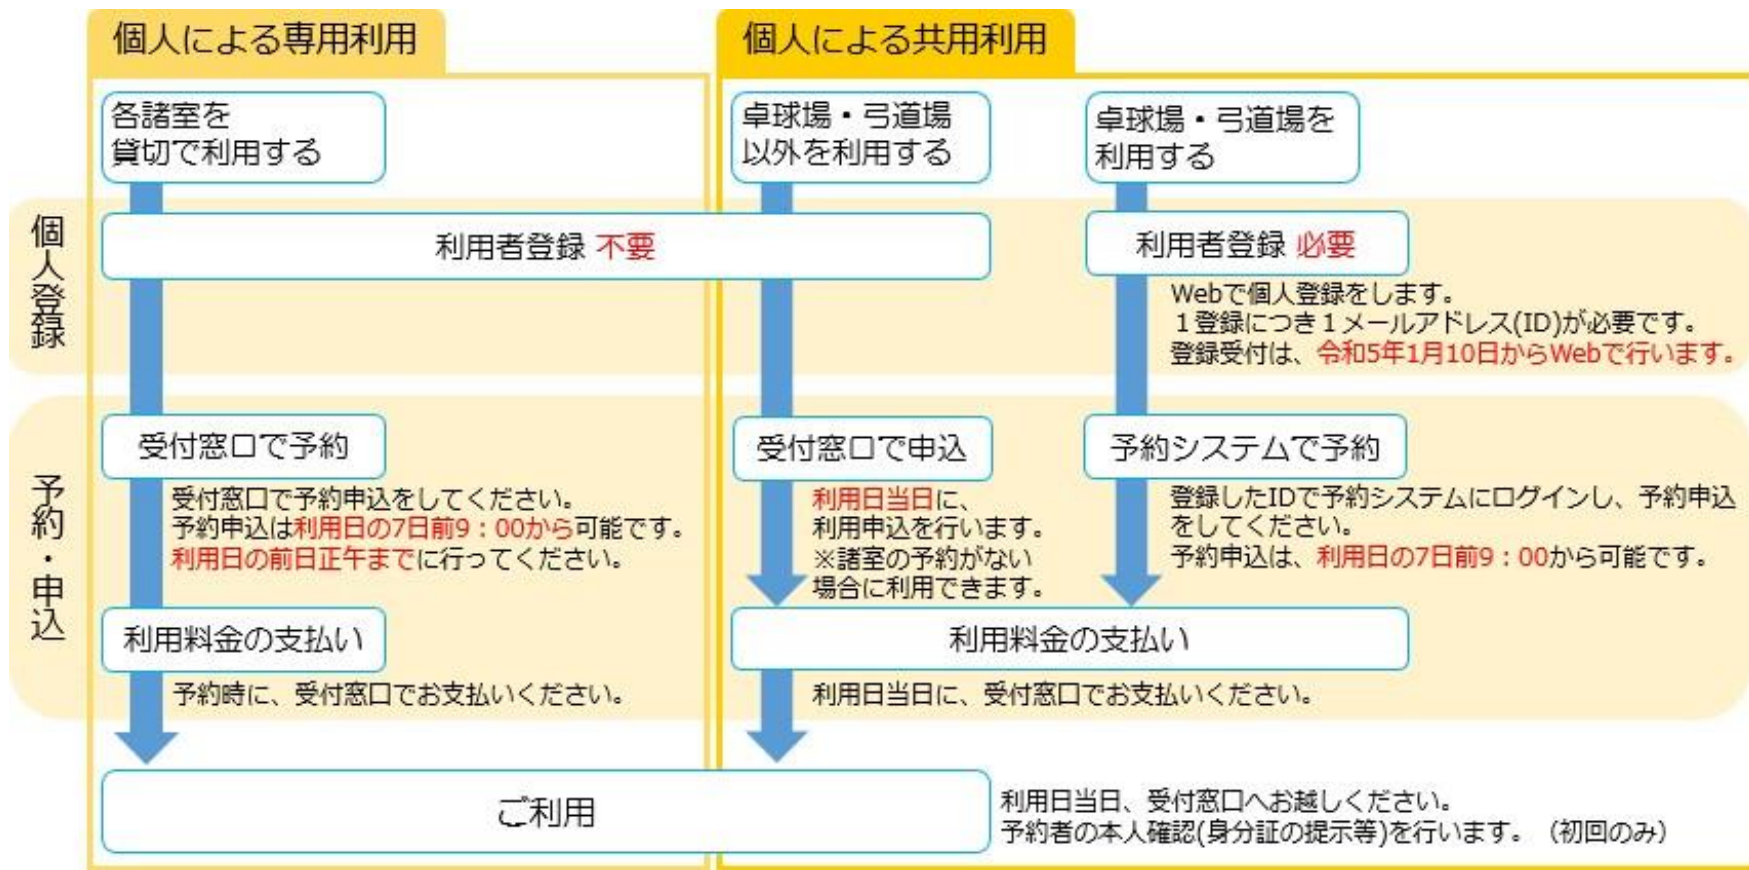 個人による専用利用
個人による共用利用
各諸室を
貸切で利用する
卓球場・弓道場
以外を利用する
卓球場・弓道場を
利用する
個人登録
利用者登録 不要
利用者登録 必要
Webで個人登録をします。
１登録につき１メールアドレス(ID)が必要です。
登録受付は、令和5年1月10日からWebで行います。
予約・申込
受付窓口で予約
受付窓口で予約申込をしてください。
予約申込は利用日の7日前9：00から可能です。
利用日の前日正午までに行ってください。
受付窓口で申込
利用日当日に、
利用申込を行います。
※諸室の予約がない
場合に利用できます。
予約システムで予約
登録したIDで予約システムにログインし、予約申込
をしてください。
予約申込は、利用日の7日前9：00から可能です。
利用料金の支払い
予約時に、受付窓口でお支払いください。
利用料金の支払い
利用日当日に、受付窓口でお支払いください。
ご利用
利用日当日、受付窓口へお越しください。
予約者の本人確認(身分証の提示等)を行います。（初回のみ）